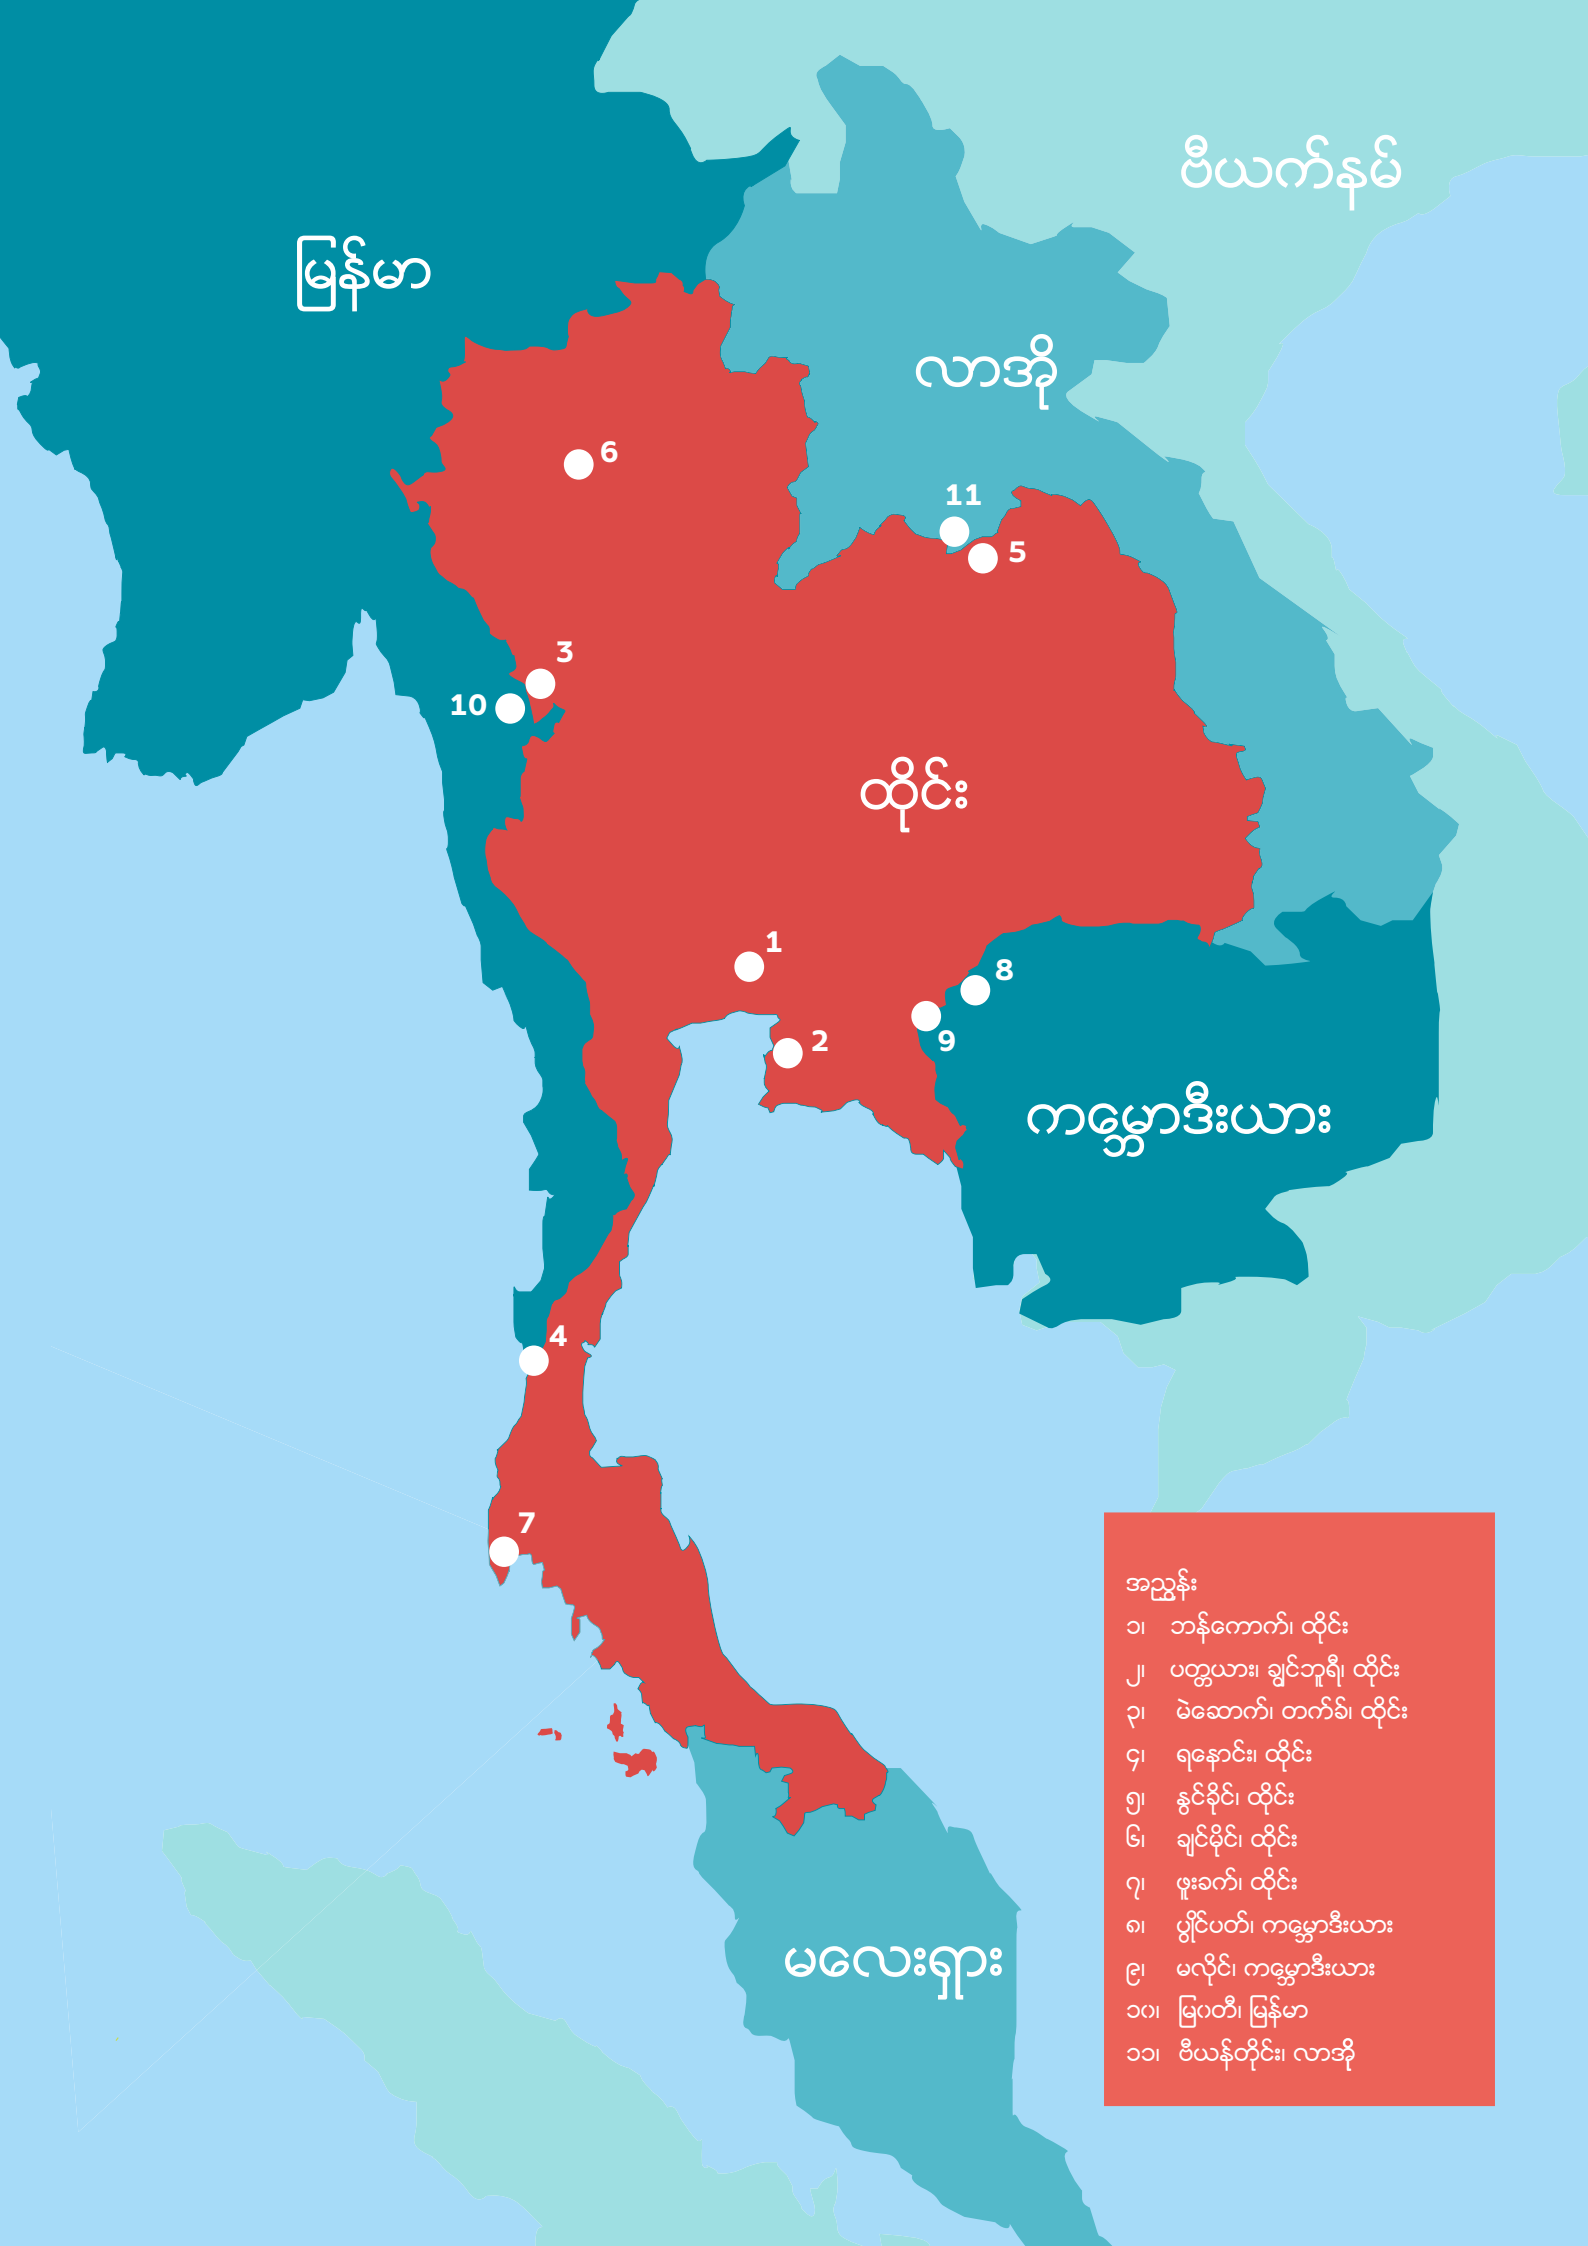 ဗီယက်နမ်
မြန်မာ
လာအို
6
11
5
3
10
ထိုင်း
1
8
9
2
ကမ္ဘောဒီးယား
4
7
အညွှန်း
၁၊ ဘန်ကောက်၊ ထိုင်း
၂၊ ပတ္တယား၊ ချွင်ဘူရီ၊ ထိုင်း
၃၊ မဲဆောက်၊ တက်ခ်၊ ထိုင်း
၄၊ ရနောင်း၊ ထိုင်း
၅၊ နွင်ခိုင်၊ ထိုင်း
၆၊ ချင်မိုင်၊ ထိုင်း
၇၊ ဖူးခက်၊ ထိုင်း
၈၊ ပွိုင်ပတ်၊ ကမ္ဘောဒီးယား
၉၊ မလိုင်၊ ကမ္ဘောဒီးယား
၁၀၊ မြဝတီ၊ မြန်မာ
၁၁၊ ဗီယန်တိုင်း၊ လာအို
မလေးရှား